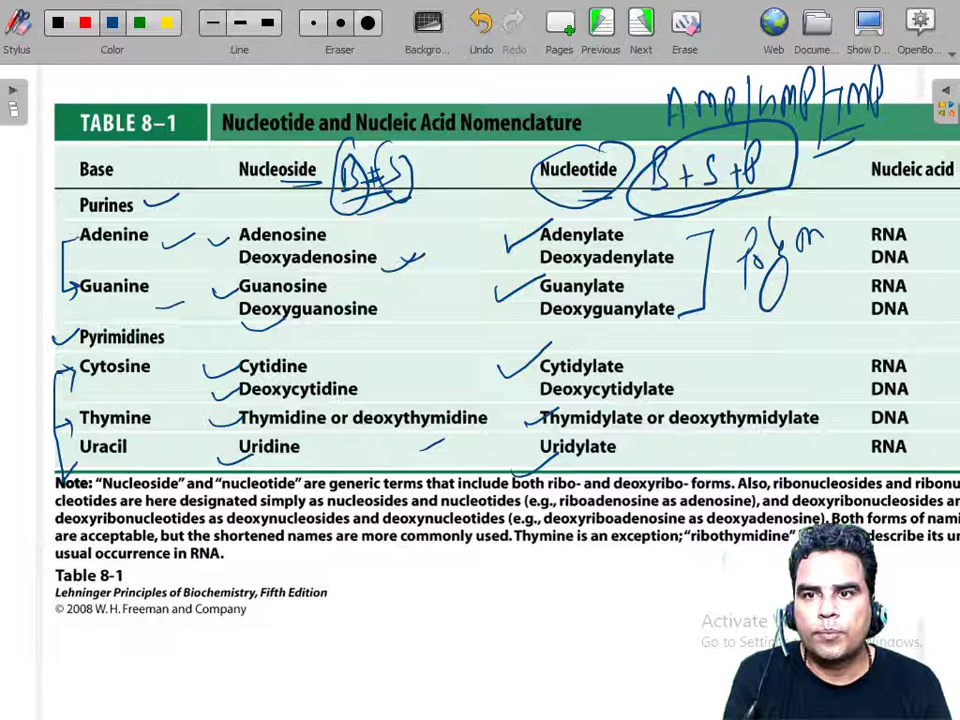 Stylus Color Line Eraser Backgro... Undo Redo Pages Previous Next Erase Web Docume... Show D... OpenBo...
AMP/GMP/TMP
TABLE 8–1 Nucleotide and Nucleic Acid Nomenclature
Base Nucleoside B+S Nucleotide B+S+P Nucleic acid
Purines
Adenine Adenosine Adenylate RNA
Deoxyadenosine Deoxyadenylate DNA
Guanine Guanosine Guanylate RNA
Deoxyguanosine Deoxyguanylate DNA
Pyrimidines
Cytosine Cytidine Cytidylate RNA
Deoxycytidine Deoxycytidylate DNA
Thymine Thymidine or deoxythymidine Thymidylate or deoxythymidylate DNA
Uracil Uridine Uridylate RNA
Note: “Nucleoside” and “nucleotide” are generic terms that include both ribo- and deoxyribo- forms. Also, ribonucleosides and ribonu
cleotides are here designated simply as nucleosides and nucleotides (e.g., riboadenosine as adenosine), and deoxyribonucleosides an
deoxyribonucleotides as deoxynucleosides and deoxynucleotides (e.g., deoxyriboadenosine as deoxyadenosine). Both forms of nami
are acceptable, but the shortened names are more commonly used. Thymine is an exception; “ribothymidine” describe its un
usual occurrence in RNA.
Table 8-1
Lehninger Principles of Biochemistry, Fifth Edition
© 2008 W. H. Freeman and Company
Activate
Go to Setti indows.